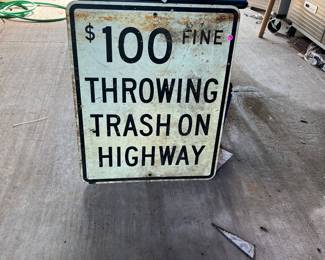 $100 FINE
THROWING
TRASH ON
HIGHWAY